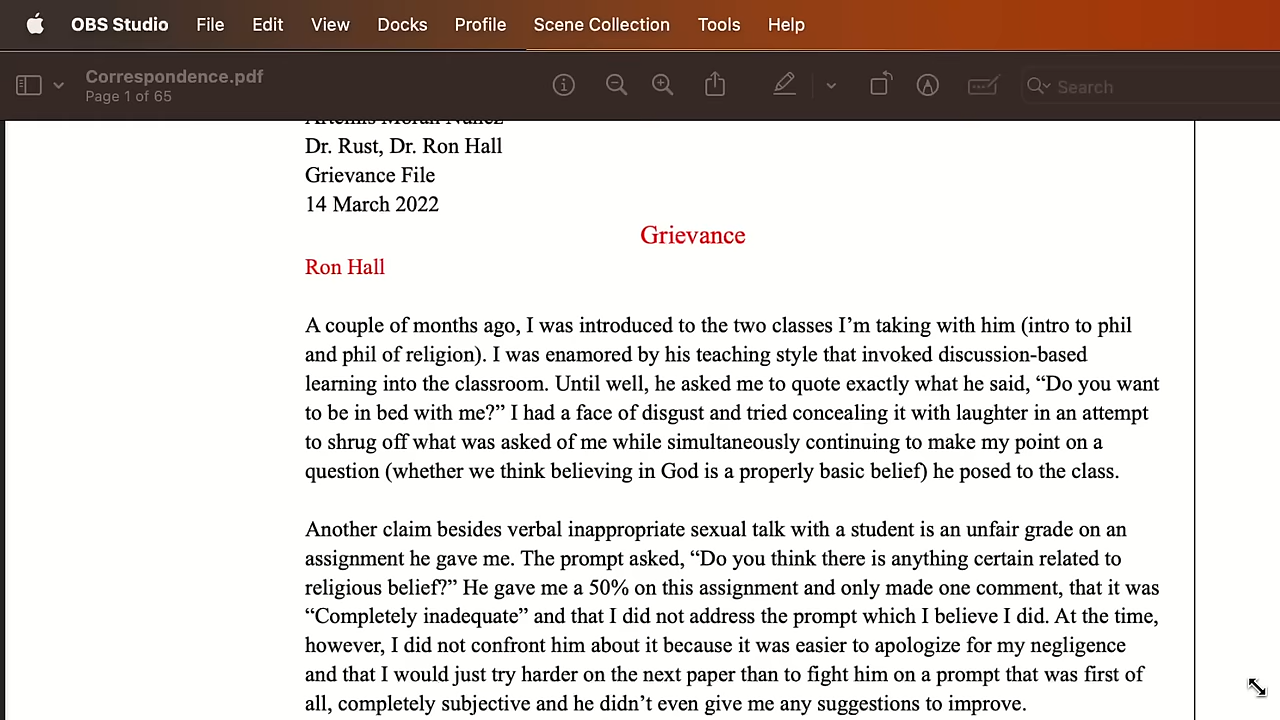 OBS Studio File Edit View Docks Profile Scene Collection Tools Help
Correspondence.pdf
Page 1 of 65
Search
Dr. Rust, Dr. Ron Hall
Grievance File
14 March 2022
Grievance
Ron Hall
A couple of months ago, I was introduced to the two classes I’m taking with him (intro to phil
and phil of religion). I was enamored by his teaching style that invoked discussion-based
learning into the classroom. Until well, he asked me to quote exactly what he said, “Do you want
to be in bed with me?” I had a face of disgust and tried concealing it with laughter in an attempt
to shrug off what was asked of me while simultaneously continuing to make my point on a
question (whether we think believing in God is a properly basic belief) he posed to the class.
Another claim besides verbal inappropriate sexual talk with a student is an unfair grade on an
assignment he gave me. The prompt asked, “Do you think there is anything certain related to
religious belief?” He gave me a 50% on this assignment and only made one comment, that it was
“Completely inadequate” and that I did not address the prompt which I believe I did. At the time,
however, I did not confront him about it because it was easier to apologize for my negligence
and that I would just try harder on the next paper than to fight him on a prompt that was first of
all, completely subjective and he didn’t even give me any suggestions to improve.